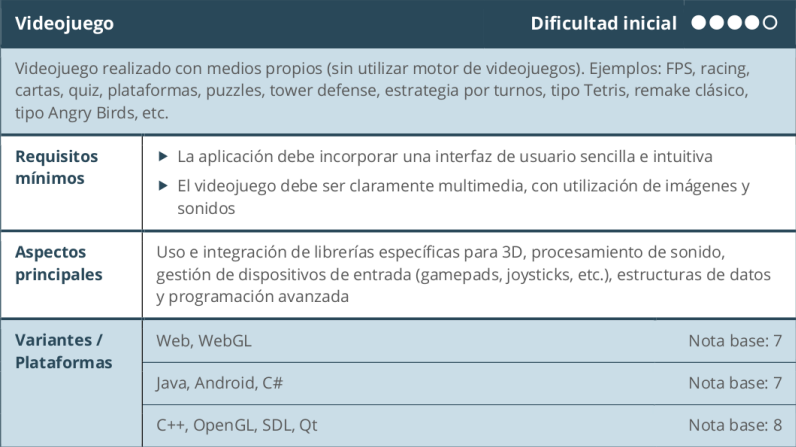 Videojuego
Dificultad inicial
Videojuego realizado con medios propios (sin utilizar motor de videojuegos). Ejemplos: FPS, racing,
cartas, quiz, plataformas, puzzles, tower defense, estrategia por turnos, tipo Tetris, remake clásico,
tipo Angry Birds, etc.
Requisitos
mínimos
La aplicación debe incorporar una interfaz de usuario sencilla e intuitiva
El videojuego debe ser claramente multimedia, con utilización de imágenes y
sonidos
Aspectos
principales
Uso e integración de librerías específicas para 3D, procesamiento de sonido,
gestión de dispositivos de entrada (gamepads, joysticks, etc.), estructuras de datos
y programación avanzada
Variantes /
Plataformas
Web, WebGL
Nota base: 7
Java, Android, C#
Nota base: 7
C++, OpenGL, SDL, Qt
Nota base: 8